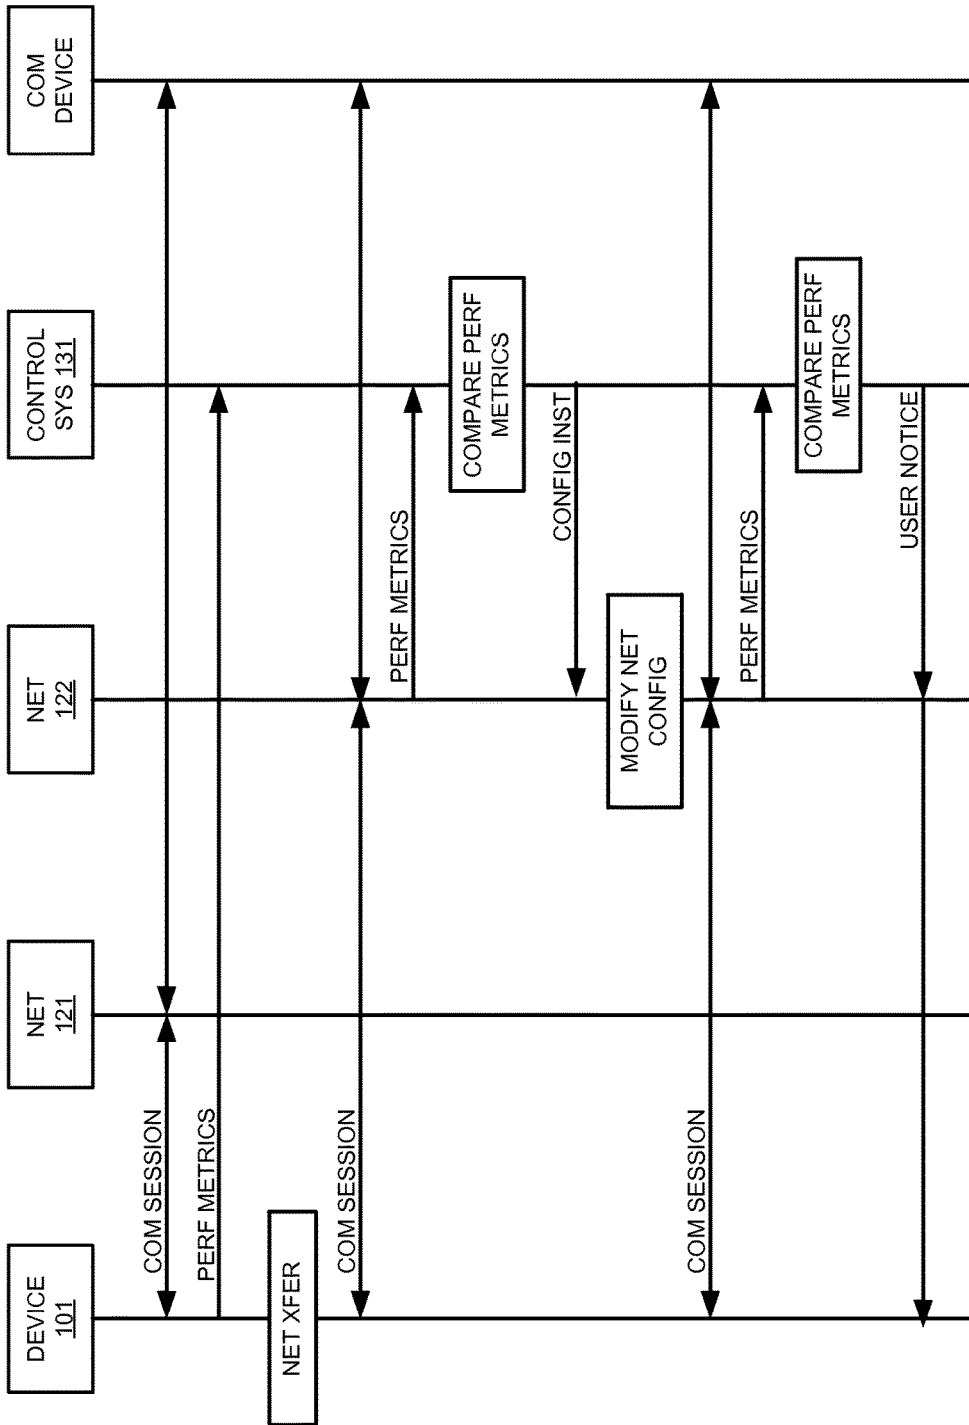 DEVICE
101
NET
121
NET
122
CONTROL
SYS 131
COM
DEVICE
COM SESSION
PERF METRICS
NET XFER
COM SESSION
PERF METRICS
COMPARE PERF
METRICS
CONFIG INST
MODIFY NET
CONFIG
COM SESSION
PERF METRICS
COMPARE PERF
METRICS
USER NOTICE